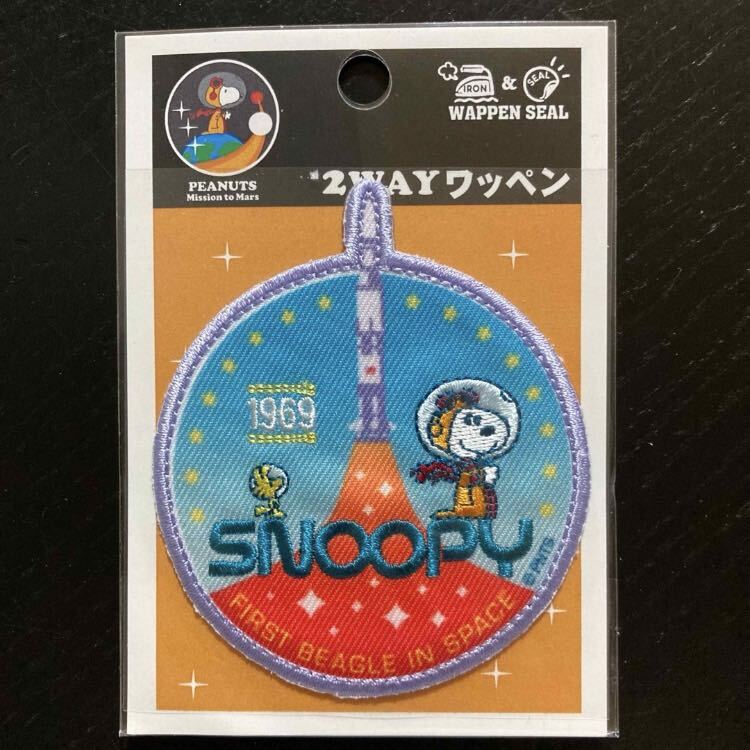 IRON & SEAL
WAPPEN SEAL
PEANUTS
Mission to Mars
2WAYワッペン
1969
SNOOPY
© PNTS
FIRST BEAGLE IN SPACE